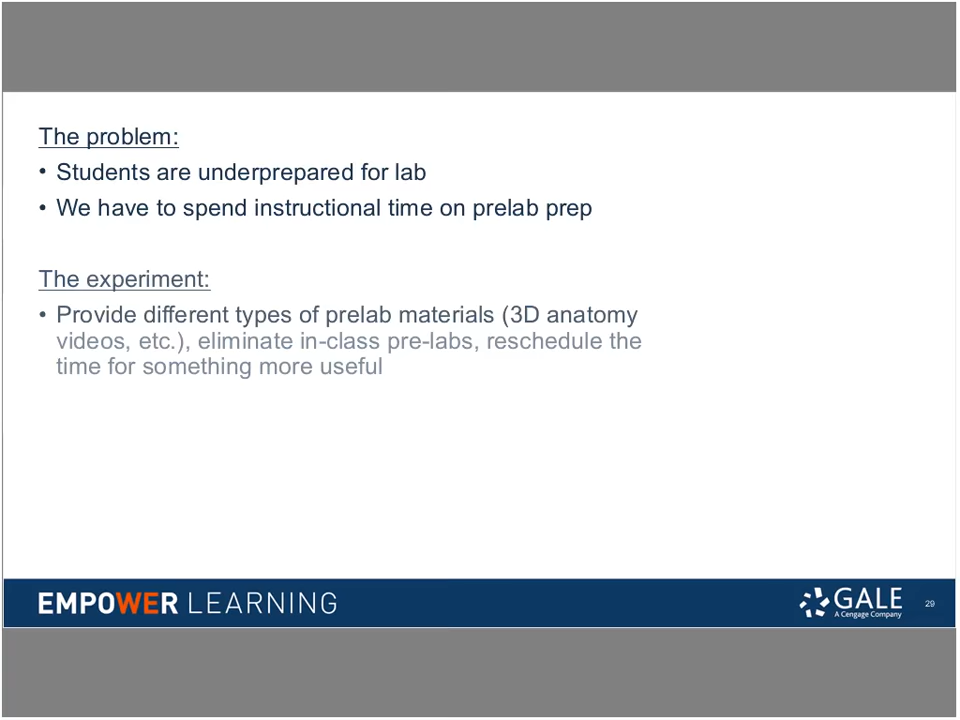 The problem:
• Students are underprepared for lab
• We have to spend instructional time on prelab prep
The experiment:
• Provide different types of prelab materials (3D anatomy
videos, etc.), eliminate in-class pre-labs, reschedule the
time for something more useful
EMPOWER LEARNING
GALE
A Cengage Company
29